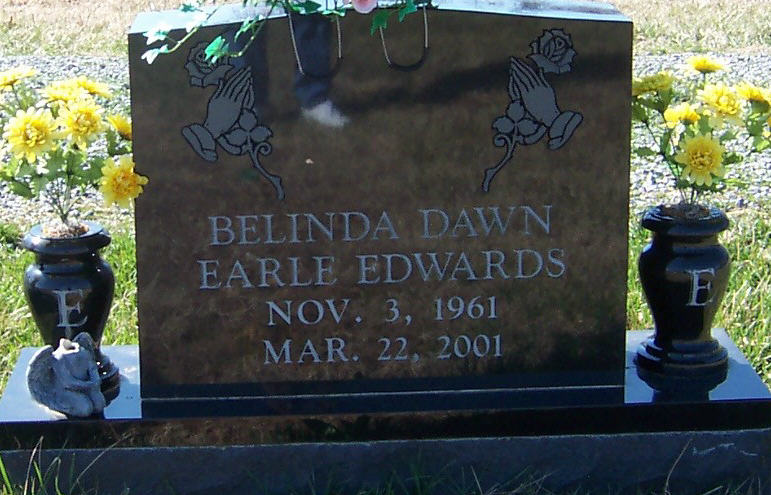 BELINDA DAWN
EARLE EDWARDS
NOV. 3, 1961
MAR. 22, 2001
E
E